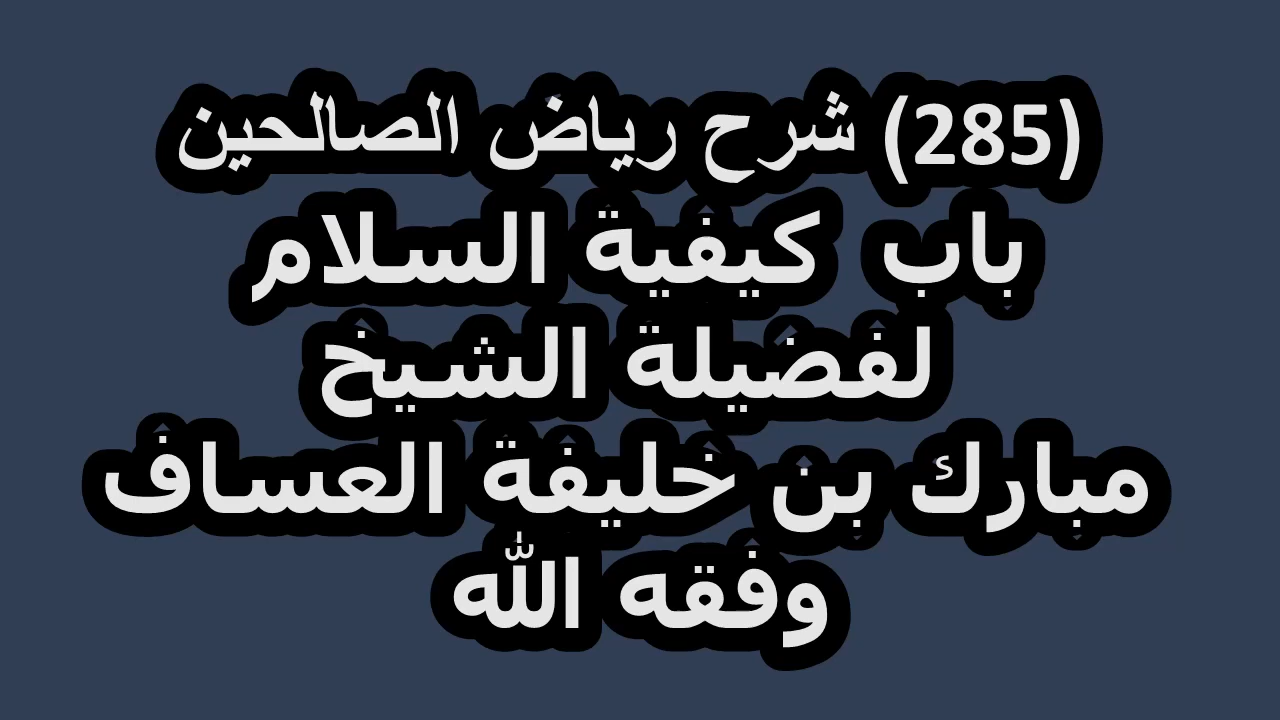 (285) شرح رياض الصالحين
باب كيفية السلام
لفضيلة الشيخ
مبارك بن خليفة العساف
وفقه الله